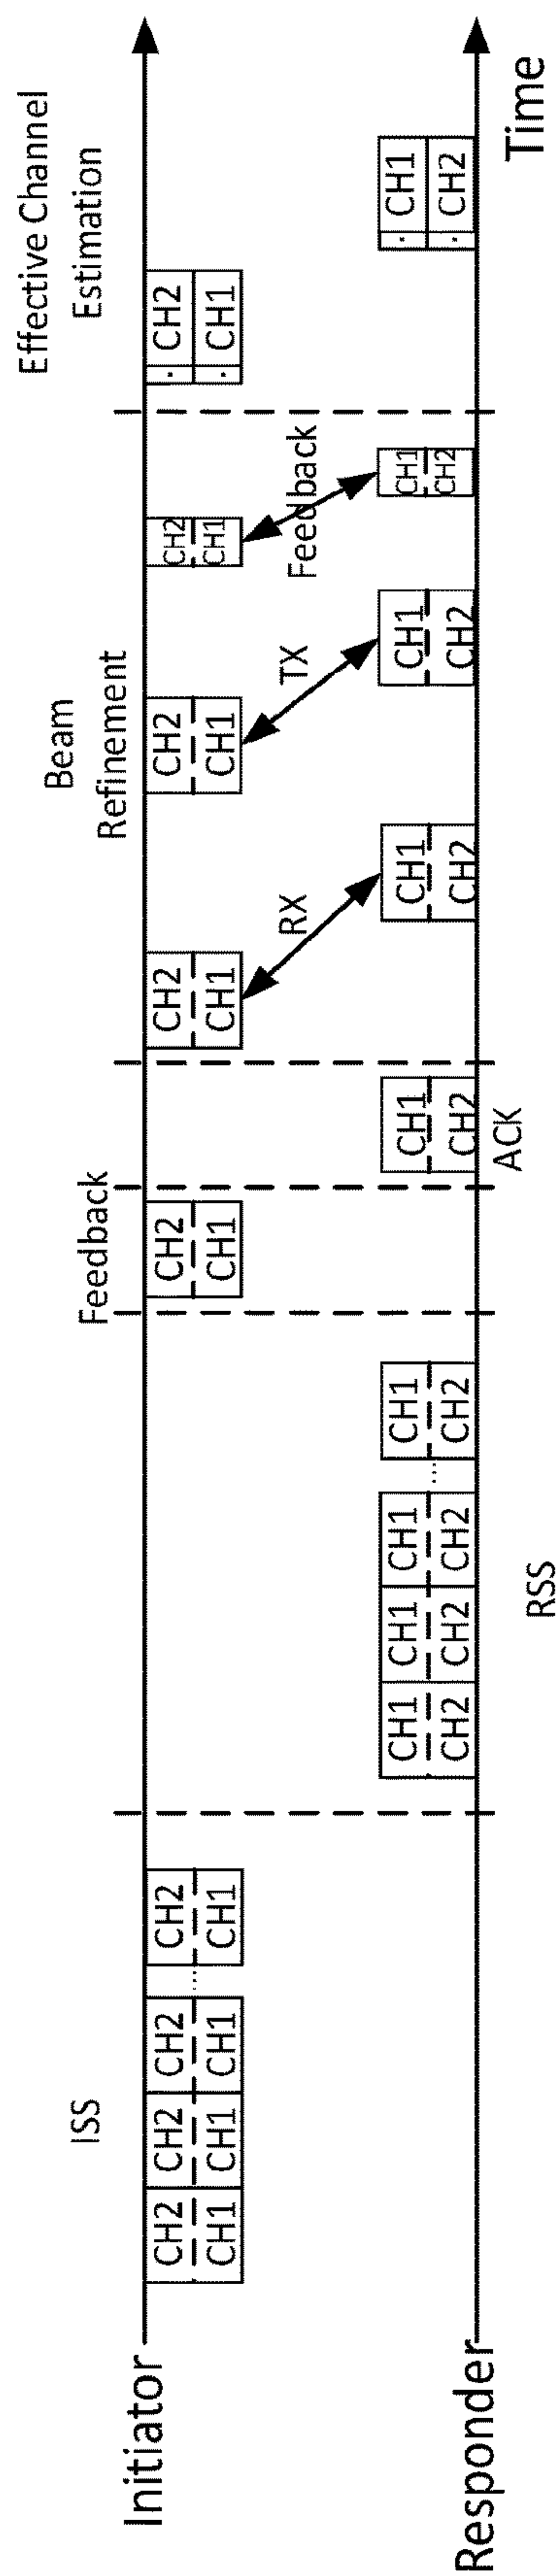 Initiator
ISS
CH2 CH2 CH2 ... CH2
CH1 CH1 CH1 ... CH1
Feedback
CH2
CH1
Beam
Refinement
CH2 CH2 CH2
CH1 CH1 CH1
RX TX Feedback
Effective Channel
Estimation
. CH2
. CH1
Responder
CH1 CH1 CH1 ... CH1
CH2 CH2 CH2 ... CH2
RSS
CH1
CH2
ACK
CH1 CH1 CH1
CH2 CH2 CH2
. CH1
. CH2
Time